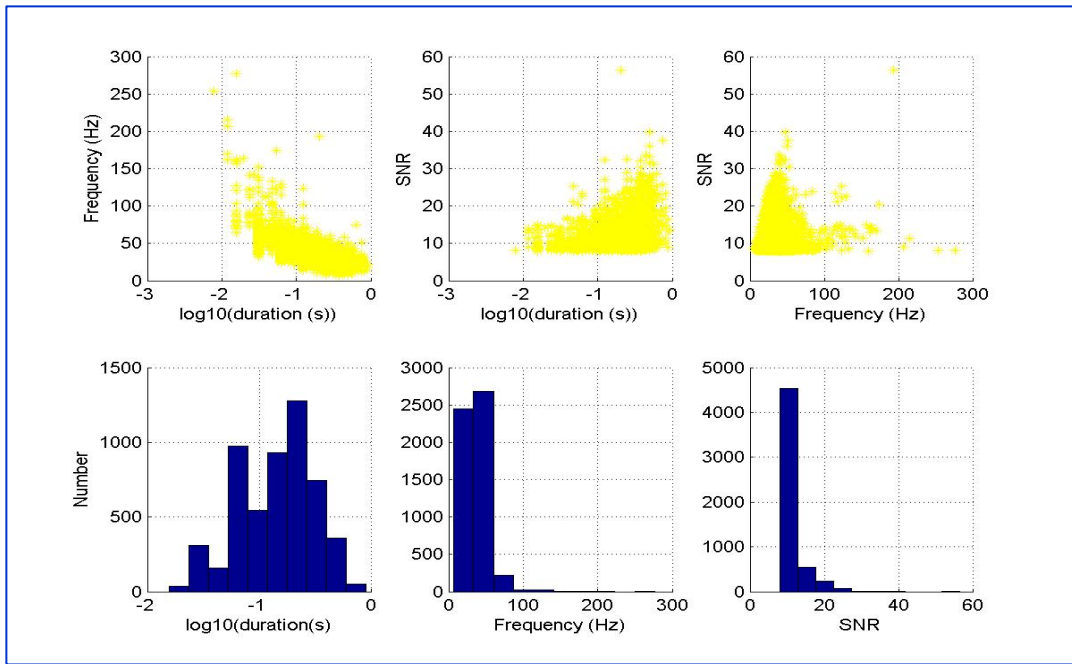 300
250
200
150
100
50
0
Frequency (Hz)
-3 -2 -1 0
log10(duration (s))
60
50
40
30
20
10
0
SNR
-3 -2 -1 0
log10(duration (s))
60
50
40
30
20
10
0
SNR
0 100 200 300
Frequency (Hz)
1500
1000
500
0
Number
-2 -1 0
log10(duration(s)
3000
2500
2000
1500
1000
500
0
0 100 200 300
Frequency (Hz)
5000
4000
3000
2000
1000
0
0 20 40 60
SNR